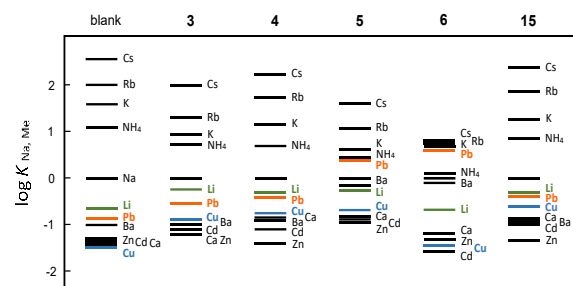 blank 3 4 5 6 15
log K Na, Me
2
1
0
-1
-2
Cs
Rb
K
NH₄
Na
Li
Pb
Ba
Zn Cd Ca
Cu
Cs
Rb
K
NH₄
Li
Pb
Cu
Ba
Cd
Ca Zn
Cs
Rb
K
NH₄
Li
Pb
Cu
Ca
Ba
Cd
Zn
Cs
Rb
K
NH₄
Pb
Ba
Li
Cu
Ca
Cd
Zn
Cs
K Rb
Pb
NH₄
Ba
Li
Ca
Zn
Cu
Cd
Cs
Rb
K
NH₄
Li
Pb
Cu
Ca
Ba
Cd
Zn